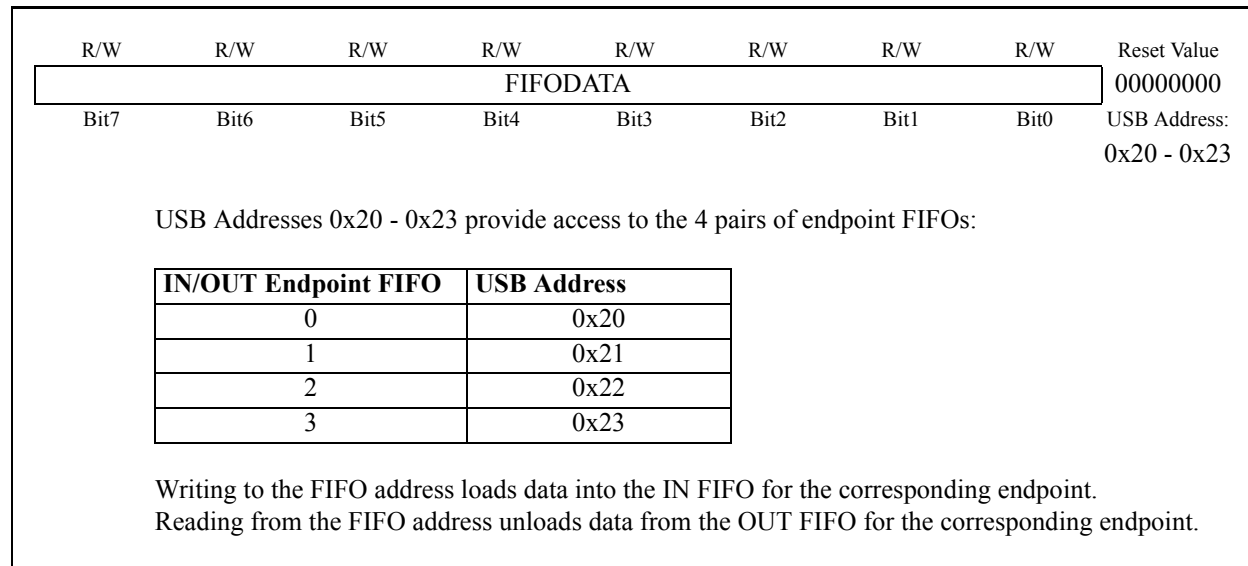 R/W R/W R/W R/W R/W R/W R/W R/W Reset Value
FIFODATA 00000000
Bit7 Bit6 Bit5 Bit4 Bit3 Bit2 Bit1 Bit0 USB Address:
0x20 - 0x23
USB Addresses 0x20 - 0x23 provide access to the 4 pairs of endpoint FIFOs:
IN/OUT Endpoint FIFO USB Address
0 0x20
1 0x21
2 0x22
3 0x23
Writing to the FIFO address loads data into the IN FIFO for the corresponding endpoint.
Reading from the FIFO address unloads data from the OUT FIFO for the corresponding endpoint.